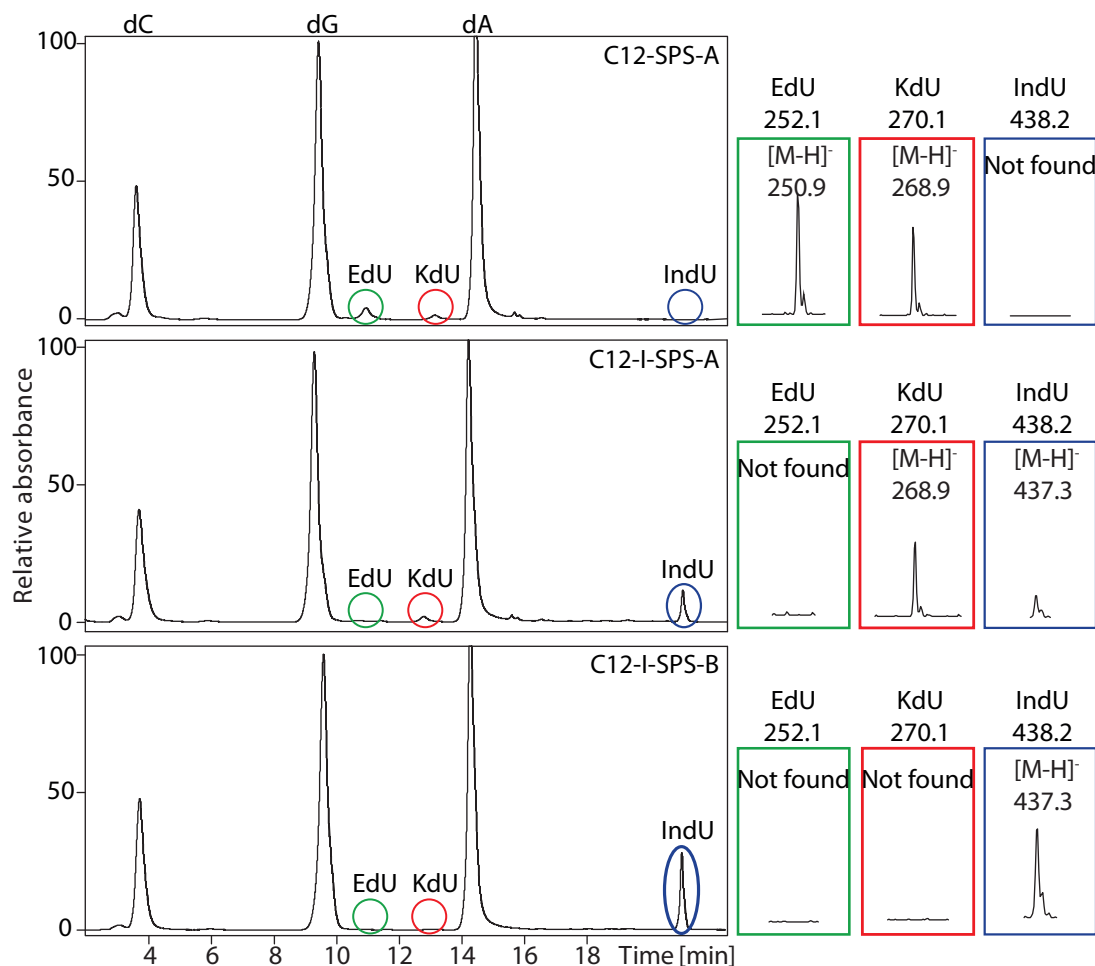 dC dG dA
C12-SPS-A
100
50
0
EdU KdU IndU
EdU KdU IndU
252.1 270.1 438.2
[M-H]- [M-H]- Not found
250.9 268.9
C12-I-SPS-A
100
50
0
EdU KdU IndU
EdU KdU IndU
252.1 270.1 438.2
Not found [M-H]- [M-H]-
268.9 437.3
Relative absorbance
C12-I-SPS-B
100
50
0
EdU KdU IndU
EdU KdU IndU
252.1 270.1 438.2
Not found Not found [M-H]-
437.3
4 6 8 10 12 14 16 18 Time [min]